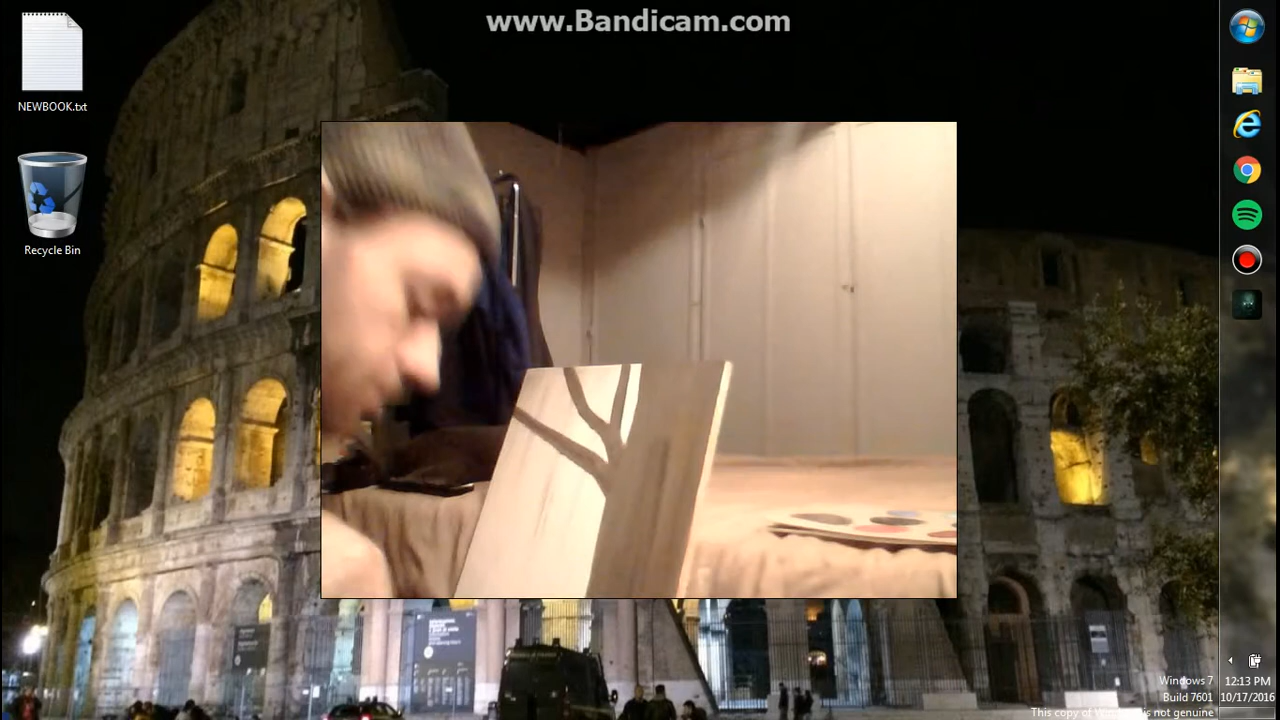 www.Bandicam.com
NEWBOOK.txt
Recycle Bin
12:13 PM
10/17/2016
Windows 7
Build 7601
This copy of
is not genuine